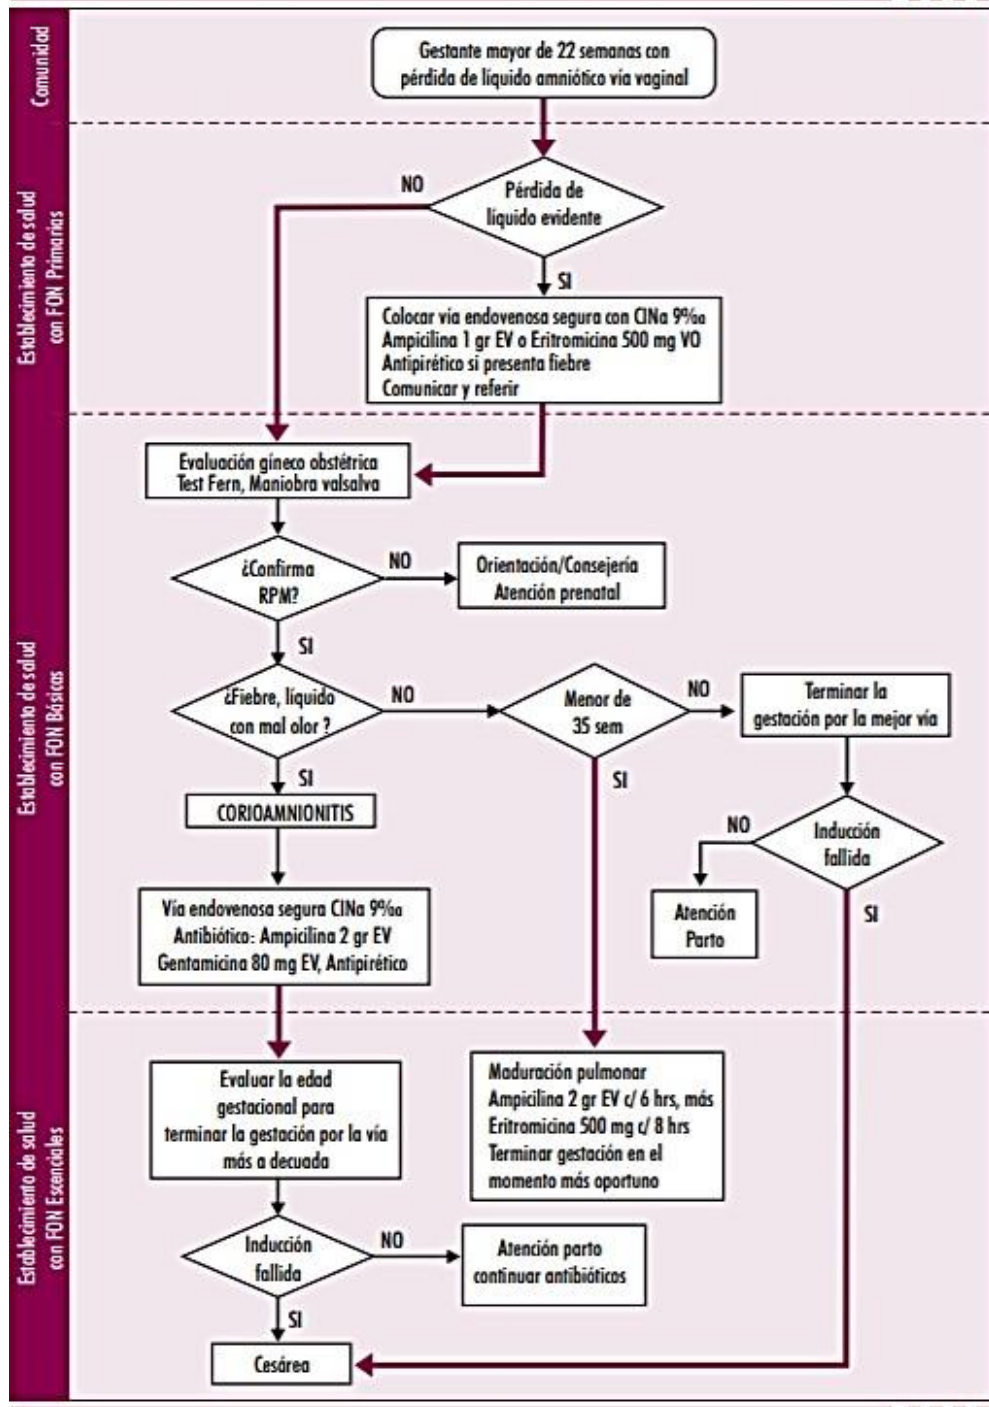 Comunidad
Gestante mayor de 22 semanas con
pérdida de líquido amniótico vía vaginal
Establecimiento de salud
con FON Primarias
Pérdida de
líquido evidente
NO
SI
Colocar vía endovenosa segura con ClNa 9‰
Ampicilina 1 gr EV o Eritromicina 500 mg VO
Antipirético si presenta fiebre
Comunicar y referir
Establecimiento de salud
con FON Básicas
Evaluación gíneco obstétrica
Test Fern, Maniobra valsalva
¿Confirma
RPM?
NO
Orientación/Consejería
Atención prenatal
SI
¿Fiebre, líquido
con mal olor ?
NO
Menor de
35 sem
NO
Terminar la
gestación por la mejor vía
SI
CORIOAMNIONITIS
SI
Inducción
fallida
NO
Atención
Parto
SI
Vía endovenosa segura ClNa 9‰
Antibiótico: Ampicilina 2 gr EV
Gentamicina 80 mg EV, Antipirético
Establecimiento de salud
con FON Escenciales
Evaluar la edad
gestacional para
terminar la gestación por la vía
más a decuada
Maduración pulmonar
Ampicilina 2 gr EV c/ 6 hrs, más
Eritromicina 500 mg c/ 8 hrs
Terminar gestación en el
momento más oportuno
Inducción
fallida
NO
Atención parto
continuar antibióticos
SI
Cesárea